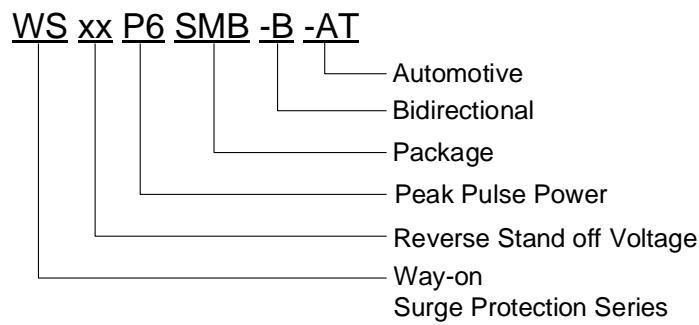 WS xx P6 SMB -B -AT
Automotive
Bidirectional
Package
Peak Pulse Power
Reverse Stand off Voltage
Way-on
Surge Protection Series